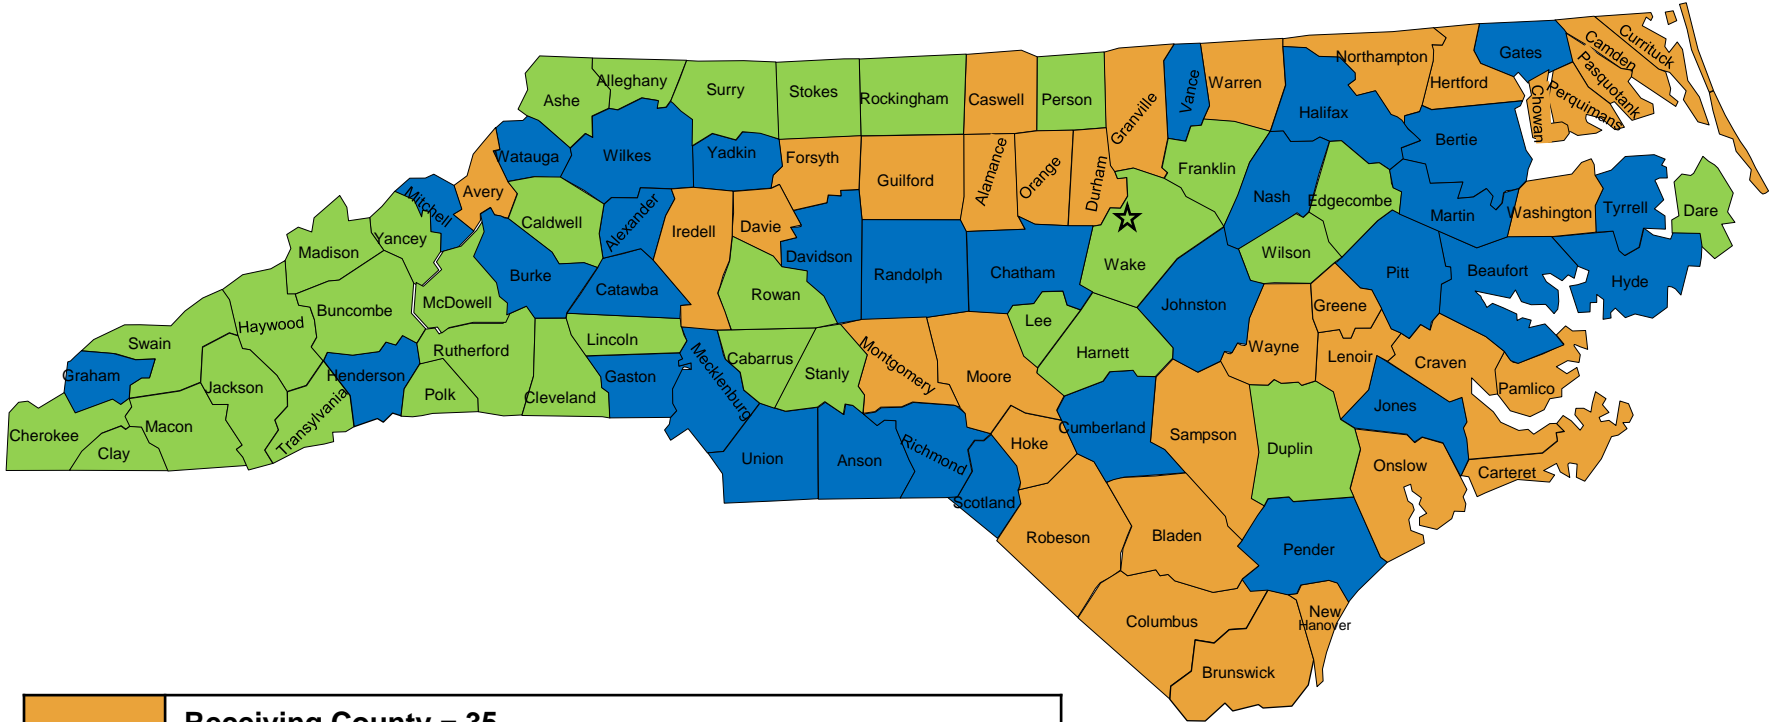 Ashe
Alleghany
Surry
Stokes
Rockingham
Caswell
Person
Granville
Vance
Warren
Northampton
Hertford
Gates
Camden
Currituck
Pasquotank
Perquimans
Chowan
Halifax
Bertie
Watauga
Wilkes
Yadkin
Forsyth
Guilford
Alamance
Orange
Durham
Franklin
Nash
Edgecombe
Martin
Washington
Tyrrell
Dare
Mitchell
Avery
Caldwell
Alexander
Iredell
Davie
Davidson
Randolph
Chatham
Wake
Wilson
Pitt
Beaufort
Hyde
Madison
Yancey
McDowell
Burke
Catawba
Rowan
Lee
Johnston
Greene
Wayne
Lenoir
Craven
Pamlico
Swain
Haywood
Buncombe
Rutherford
Lincoln
Cabarrus
Stanly
Montgomery
Moore
Harnett
Graham
Jackson
Henderson
Polk
Cleveland
Gaston
Mecklenburg
Cherokee
Clay
Macon
Transylvania
Union
Anson
Richmond
Scotland
Hoke
Cumberland
Sampson
Duplin
Jones
Onslow
Carteret
Robeson
Bladen
Pender
Columbus
Brunswick
New
Hanover
Receiving County = 35